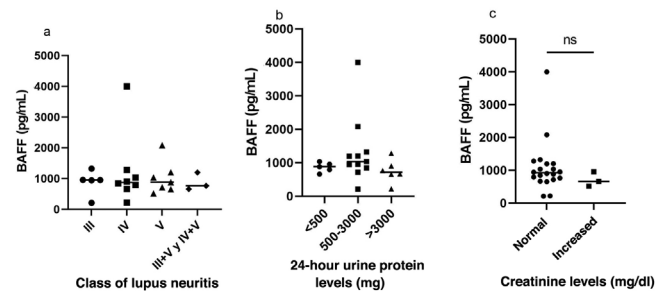 a
BAFF (pg/mL)
5000
4000
3000
2000
1000
0
III
IV
V
III+V y IV+V
Class of lupus neuritis
b
BAFF (pg/mL)
5000
4000
3000
2000
1000
0
<500
500-3000
>3000
24-hour urine protein
levels (mg)
c
ns
BAFF (pg/mL)
5000
4000
3000
2000
1000
0
Normal
Increased
Creatinine levels (mg/dl)